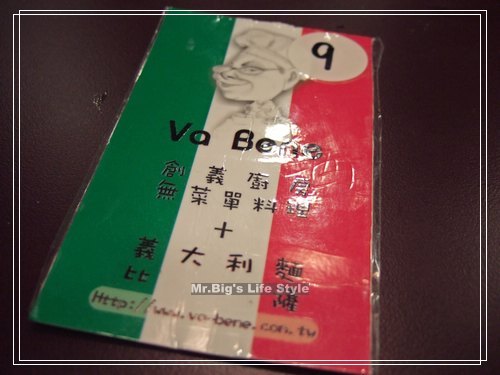 9
Va Bene
創義廚房
無菜單料理
+
義大利麵
比薩
Mr.Big's Life Style
Http://www.va-bene.com.tw